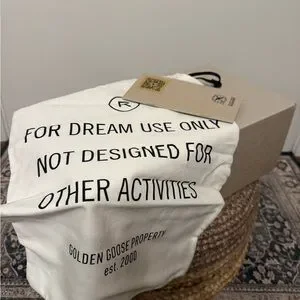 R
FOR DREAM USE ONLY
NOT DESIGNED FOR
OTHER ACTIVITIES
GOLDEN GOOSE PROPERTY
est. 2000